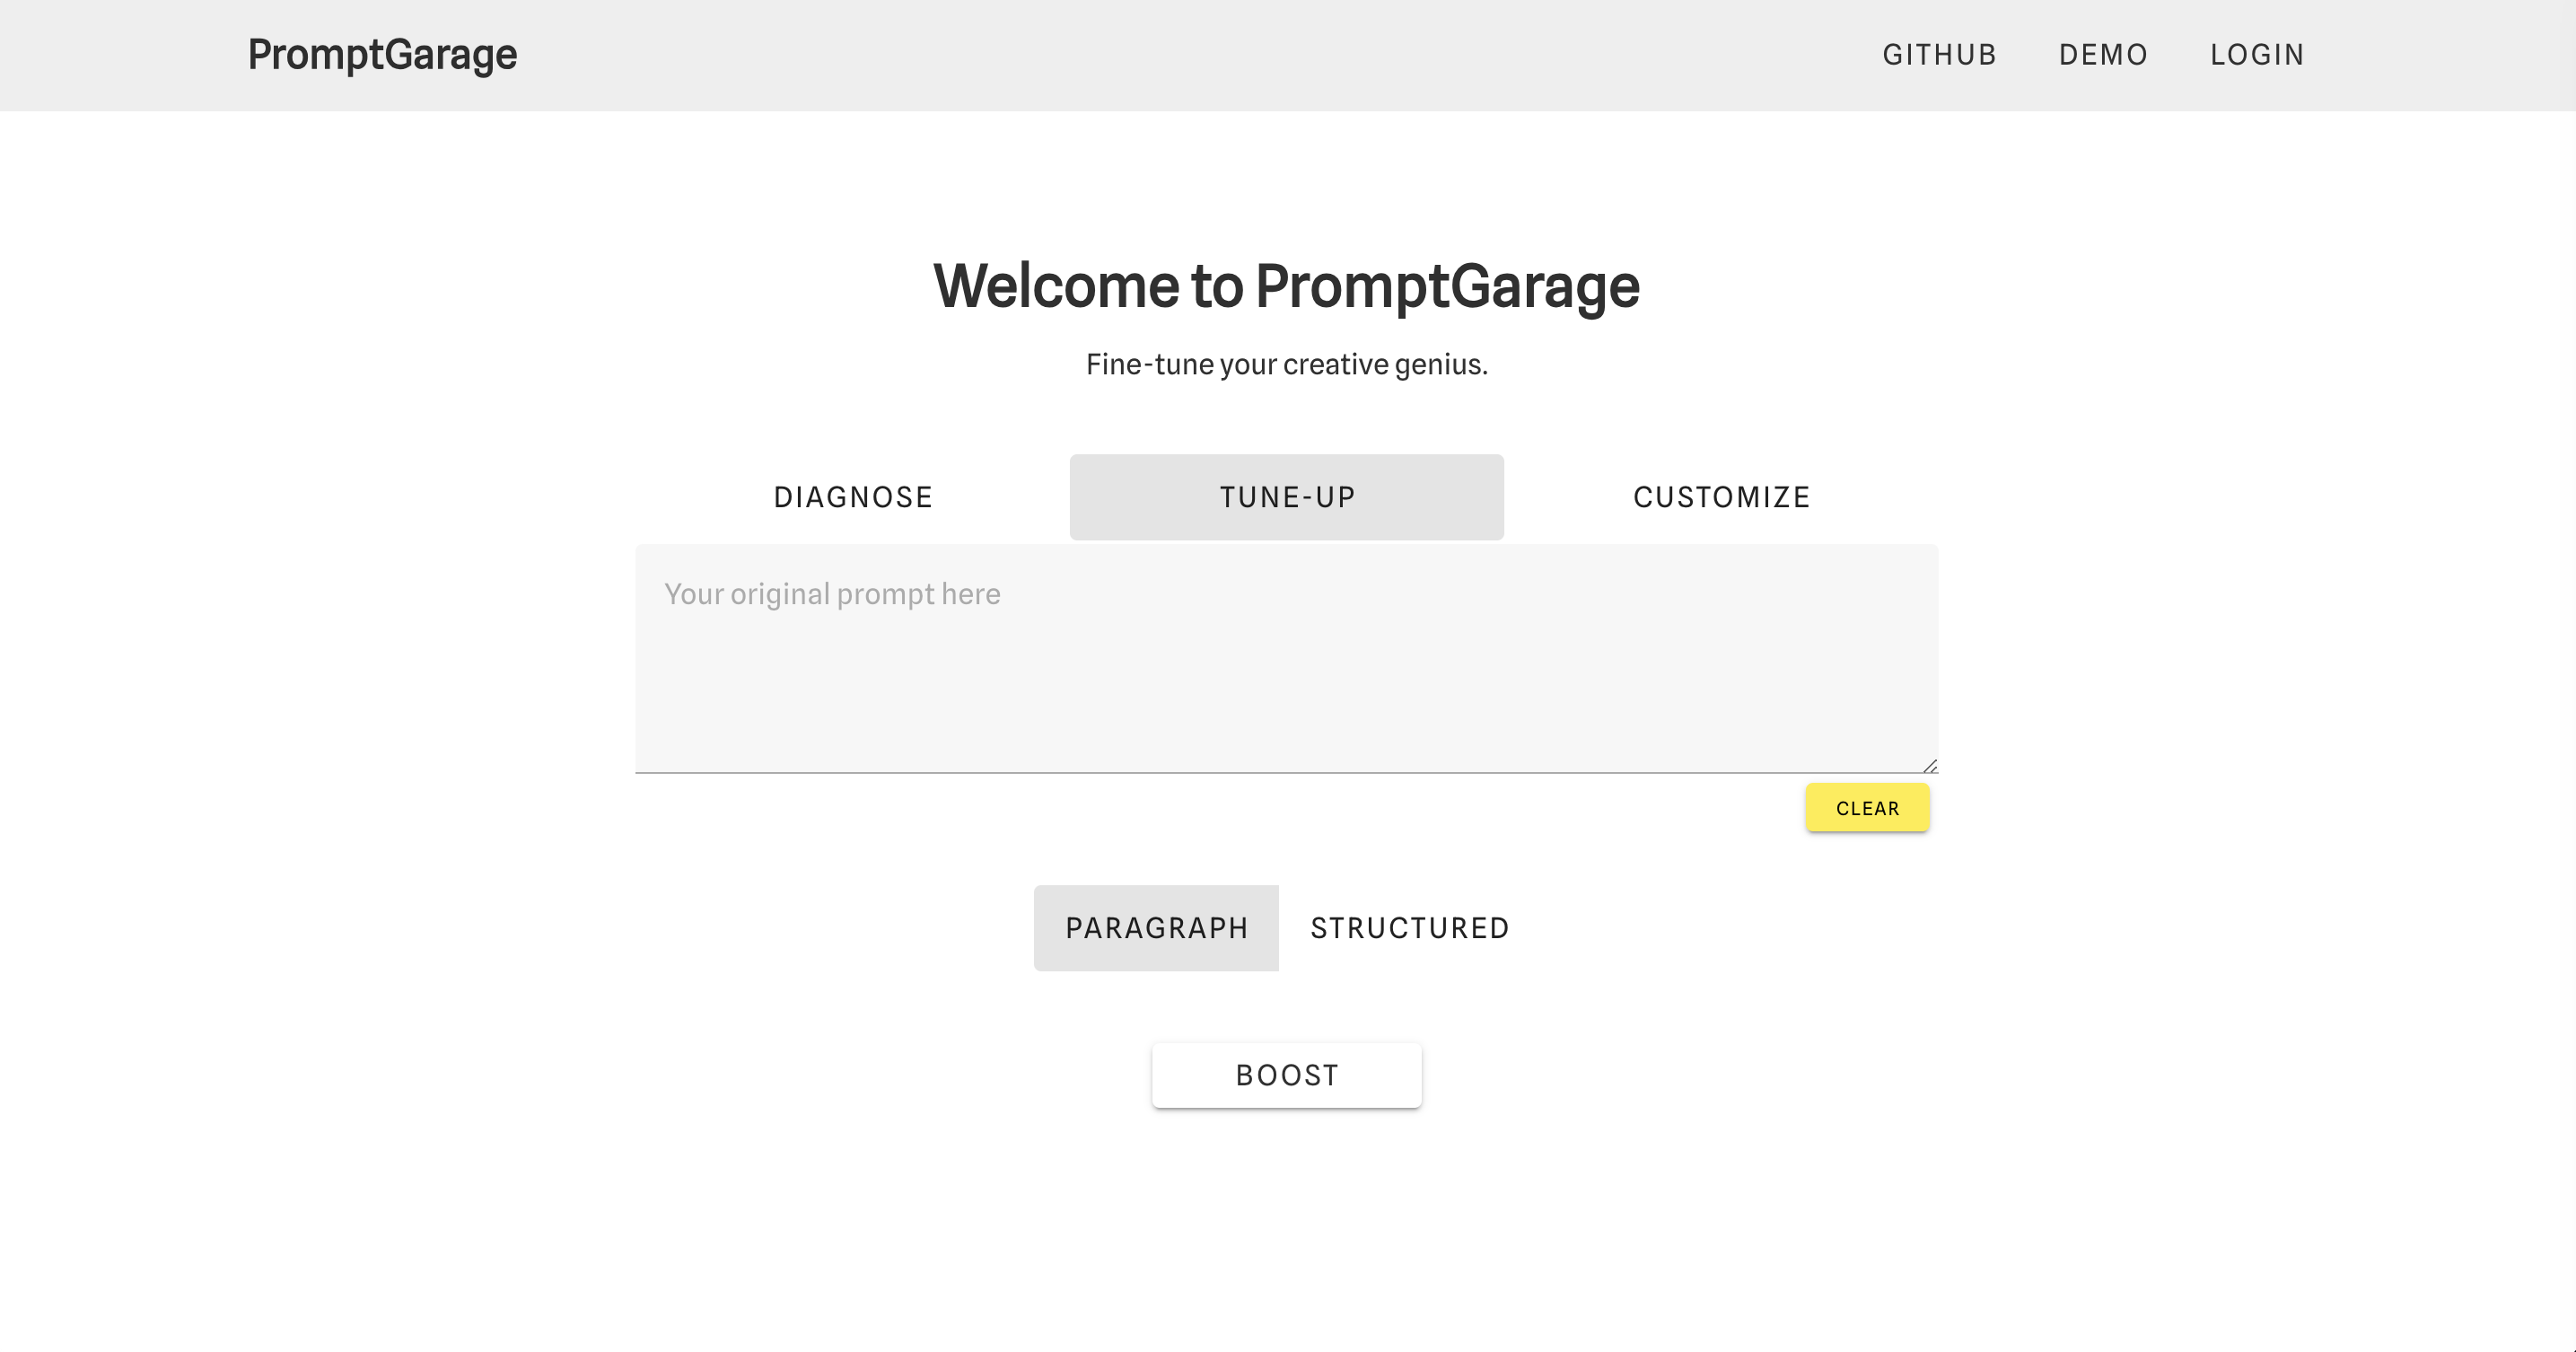 PromptGarage
GITHUB DEMO LOGIN
Welcome to PromptGarage
Fine-tune your creative genius.
DIAGNOSE TUNE-UP CUSTOMIZE
Your original prompt here
CLEAR
PARAGRAPH STRUCTURED
BOOST